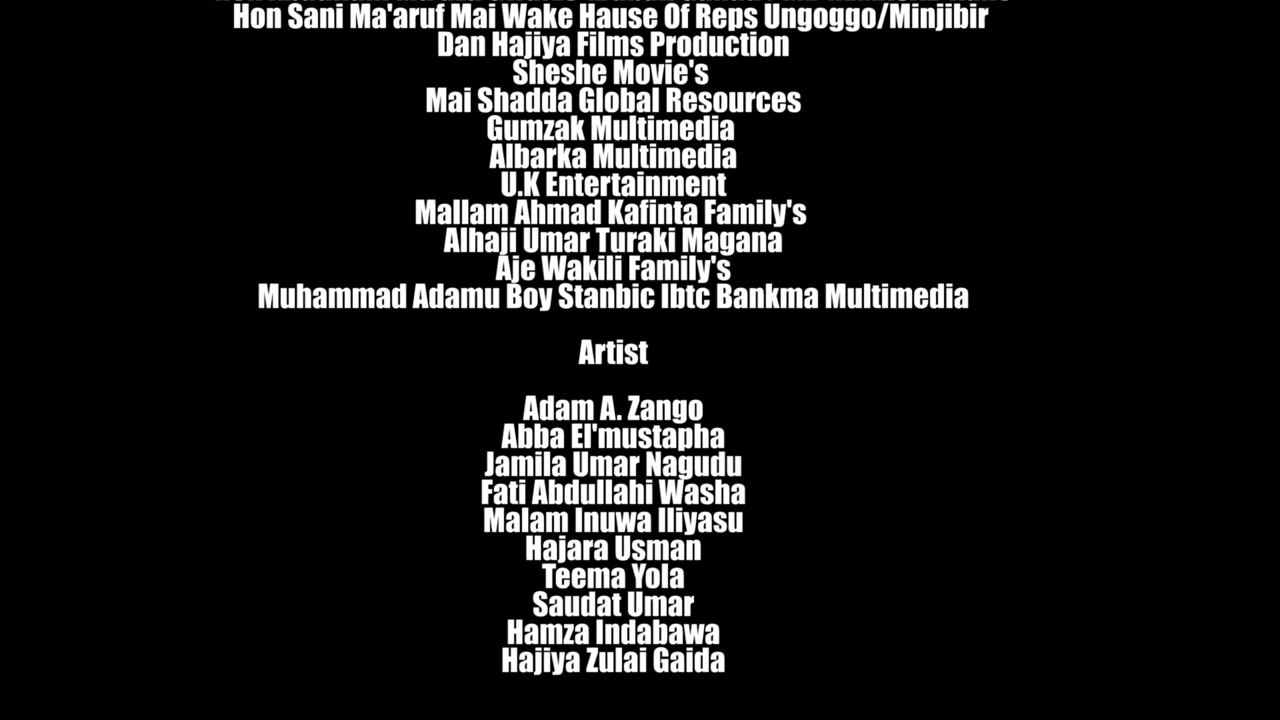 Hon Sani Ma'aruf Mai Wake Hause Of Reps Ungoggo/Minjibir
Dan Hajiya Films Production
Sheshe Movie's
Mai Shadda Global Resources
Gumzak Multimedia
Albarka Multimedia
U.K Entertainment
Mallam Ahmad Kafinta Family's
Alhaji Umar Turaki Magana
Aje Wakili Family's
Muhammad Adamu Boy Stanbic Ibtc Bankma Multimedia
Artist
Adam A. Zango
Abba El'mustapha
Jamila Umar Nagudu
Fati Abdullahi Washa
Malam Inuwa Iliyasu
Hajara Usman
Teema Yola
Saudat Umar
Hamza Indabawa
Hajiya Zulai Gaida